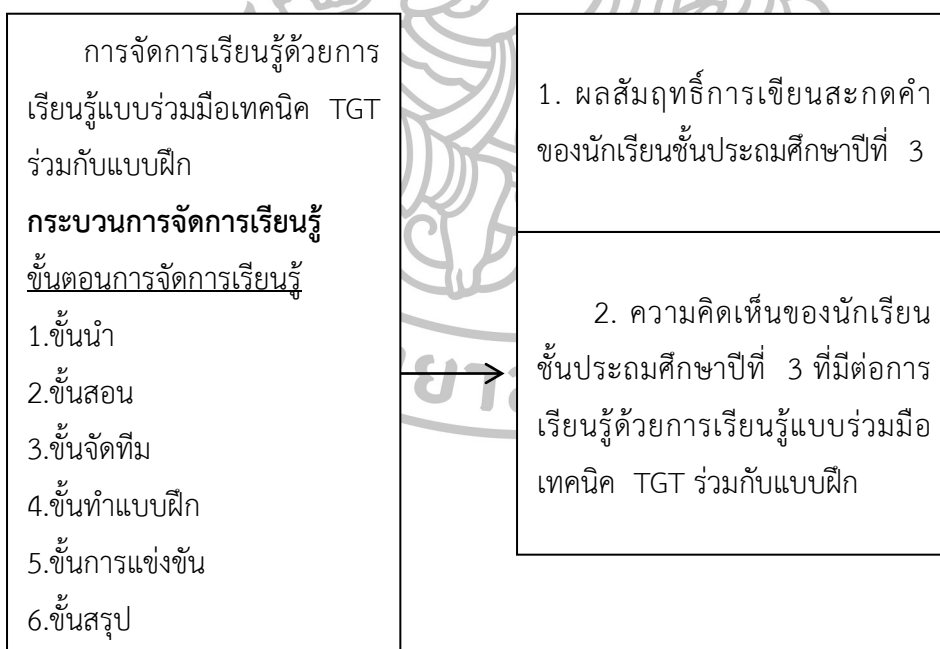 การจัดการเรียนรู้ด้วยการ
เรียนรู้แบบร่วมมือเทคนิค TGT
ร่วมกับแบบฝึก
กระบวนการจัดการเรียนรู้
ขั้นตอนการจัดการเรียนรู้
1.ขั้นนำ
2.ขั้นสอน
3.ขั้นจัดทีม
4.ขั้นทำแบบฝึก
5.ขั้นการแข่งขัน
6.ขั้นสรุป
1. ผลสัมฤทธิ์การเขียนสะกดคำ
ของนักเรียนชั้นประถมศึกษาปีที่ 3
2. ความคิดเห็นของนักเรียน
ชั้นประถมศึกษาปีที่ 3 ที่มีต่อการ
เรียนรู้ด้วยการเรียนรู้แบบร่วมมือ
เทคนิค TGT ร่วมกับแบบฝึก